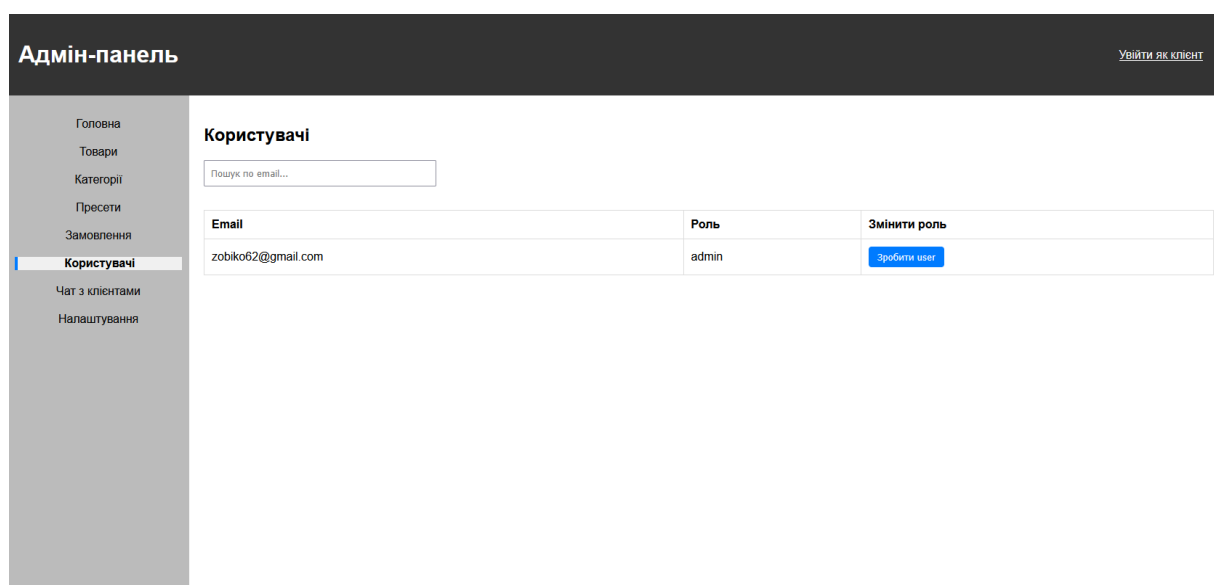 Адмін-панель
Увійти як клієнт
Головна
Товари
Категорії
Пресети
Замовлення
Користувачі
Чат з клієнтами
Налаштування
Користувачі
Пошук по email...
Email Роль Змінити роль
zobiko62@gmail.com admin Зробити user